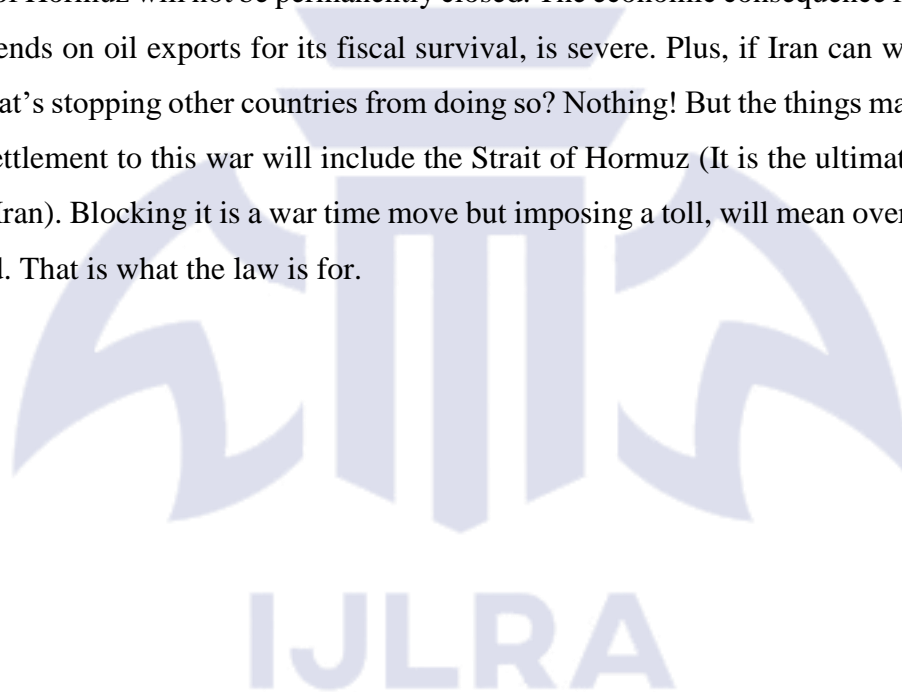 of Hormuz will not be permanently closed. The economic consequence
ends on oil exports for its fiscal survival, is severe. Plus, if Iran can
at's stopping other countries from doing so? Nothing! But the things
ettlement to this war will include the Strait of Hormuz (It is the
Iran). Blocking it is a war time move but imposing a toll, will mean over
. That is what the law is for.
IJLRA